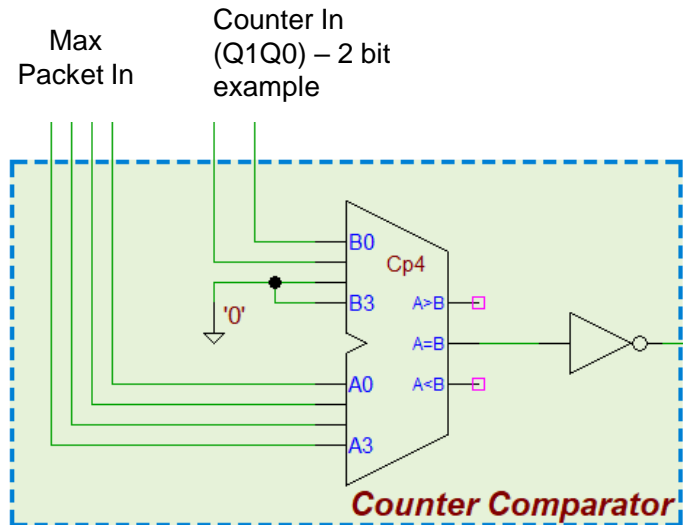 Max
Packet In
Counter In
(Q1Q0) – 2 bit
example
B0
Cp4
B3
'0'
A>B
A=B
A<B
A0
A3
Counter Comparator